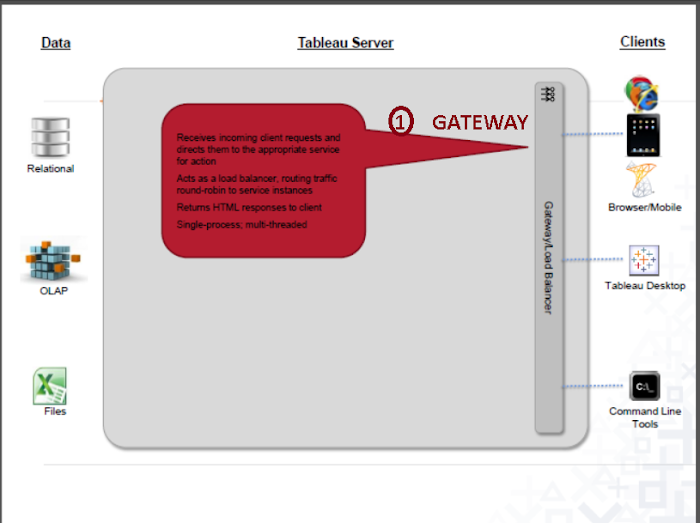 Data
Tableau Server
Clients
Receives incoming client requests and
directs them to the appropriate service
for action
Acts as a load balancer, routing traffic
round-robin to service instances
Returns HTML responses to client
Single-process; multi-threaded
1 GATEWAY
Gateway/Load Balancer
Relational
OLAP
Files
Browser/Mobile
Tableau Desktop
C:\_
Command Line
Tools